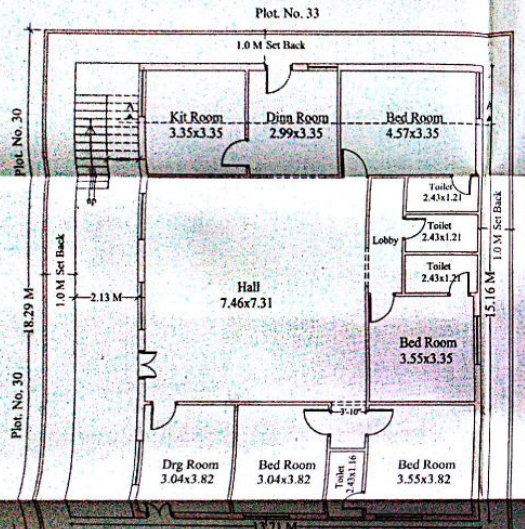 Plot. No. 33
1.0 M Set Back
Plot. No. 30
Kit Room
3.35x3.35
Dinn Room
2.99x3.35
Bed Room
4.57x3.35
A
A
Toilet
2.43x1.21
Toilet
2.43x1.21
Toilet
2.43x1.21
Lobby
1.0 M Set Back
1.0 M Set Back
2.13 M
18.29 M
15.16 M
Hall
7.46x7.31
Bed Room
3.55x3.35
Plot. No. 30
3'-10"
Drg Room
3.04x3.82
Bed Room
3.04x3.82
Toilet
2.43x1.16
Bed Room
3.55x3.82
13.71 M